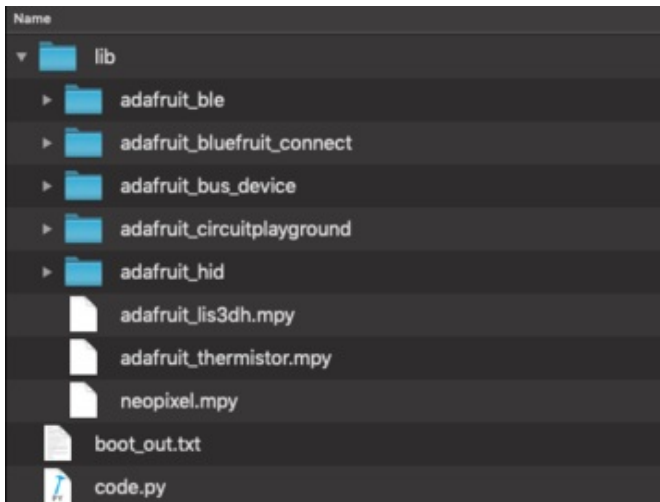 Name
lib
adafruit_ble
adafruit_bluefruit_connect
adafruit_bus_device
adafruit_circuitplayground
adafruit_hid
adafruit_lis3dh.mpy
adafruit_thermistor.mpy
neopixel.mpy
boot_out.txt
code.py